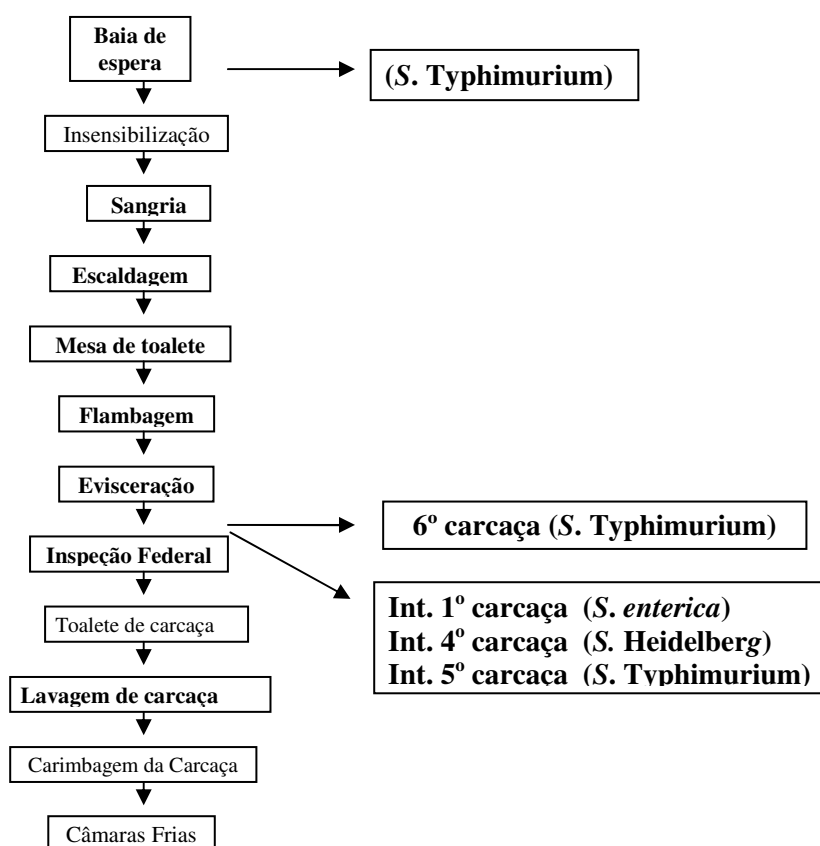 Baia de
espera
(S. Typhimurium)
Insensibilização
Sangria
Escaldagem
Mesa de toalete
Flambagem
Evisceração
6º carcaça (S. Typhimurium)
Inspeção Federal
Int. 1º carcaça (S. enterica)
Int. 4º carcaça (S. Heidelberg)
Int. 5º carcaça (S. Typhimurium)
Toalete de carcaça
Lavagem de carcaça
Carimbagem da Carcaça
Câmaras Frias